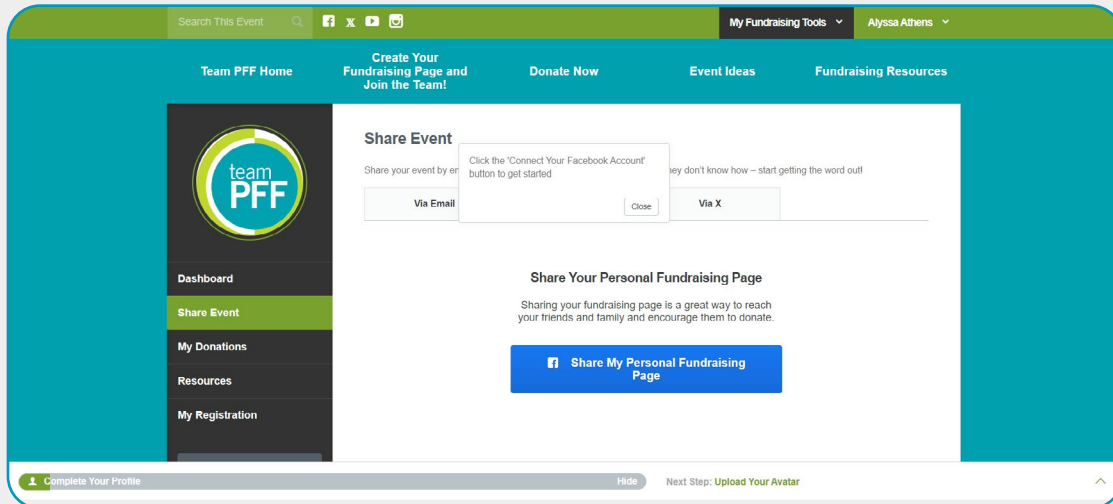 Search This Event
My Fundraising Tools
Alyssa Athens
Team PFF Home
Create Your
Fundraising Page and
Join the Team!
Donate Now
Event Ideas
Fundraising Resources
team
PFF
Dashboard
Share Event
My Donations
Resources
My Registration
Share Event
Share your event by
hey don't know how – start getting the word out!
Click the 'Connect Your Facebook Account'
button to get started
Close
Via Email
Via X
Share Your Personal Fundraising Page
Sharing your fundraising page is a great way to reach
your friends and family and encourage them to donate.
Share My Personal Fundraising
Page
Complete Your Profile
Hide
Next Step: Upload Your Avatar